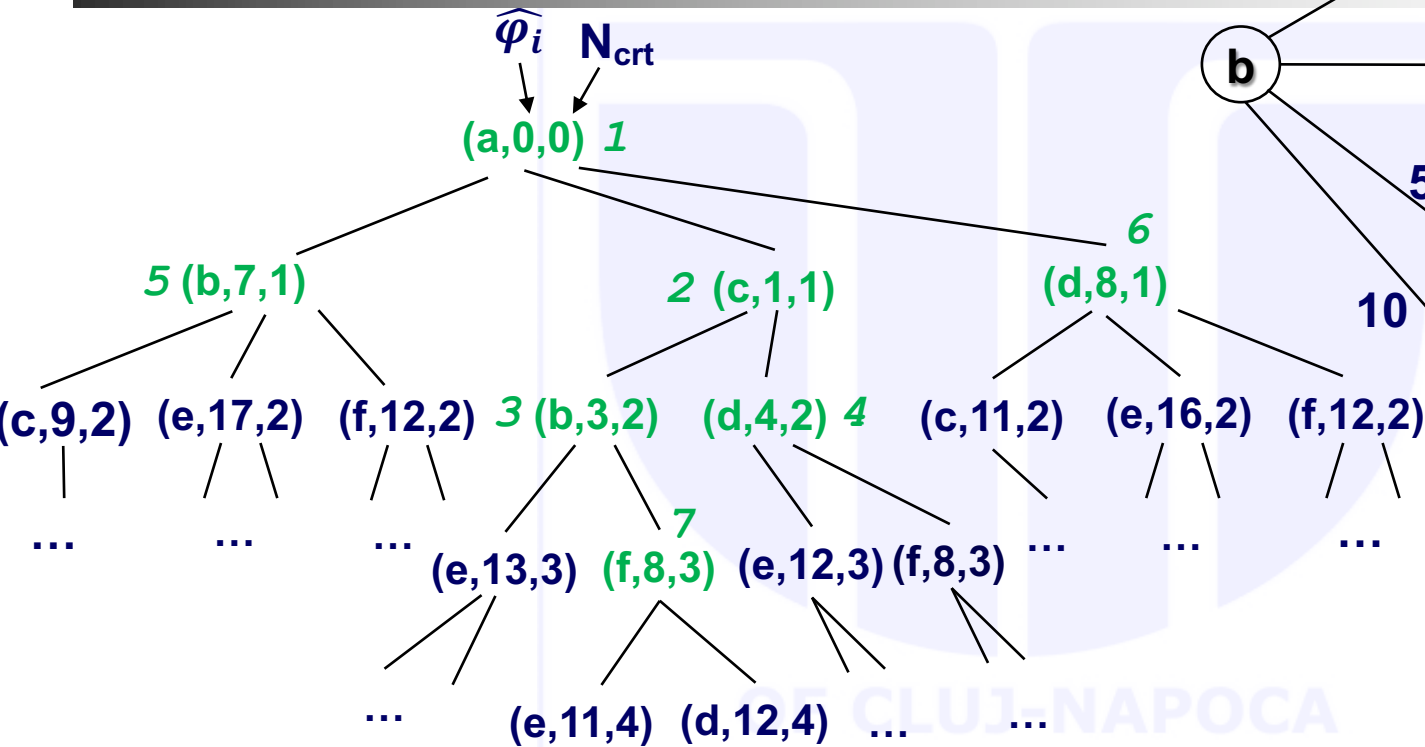 φ̂ᵢ N_crt
b
(a,0,0) 1
5
6
5 (b,7,1) 2 (c,1,1) (d,8,1)
10
(c,9,2) (e,17,2) (f,12,2) 3 (b,3,2) (d,4,2) 4 (c,11,2) (e,16,2) (f,12,2)
7
... ... ... (e,13,3) (f,8,3) (e,12,3) (f,8,3) ... ... ...
... (e,11,4) (d,12,4) ... ...
OF CLUJ-NAPOCA